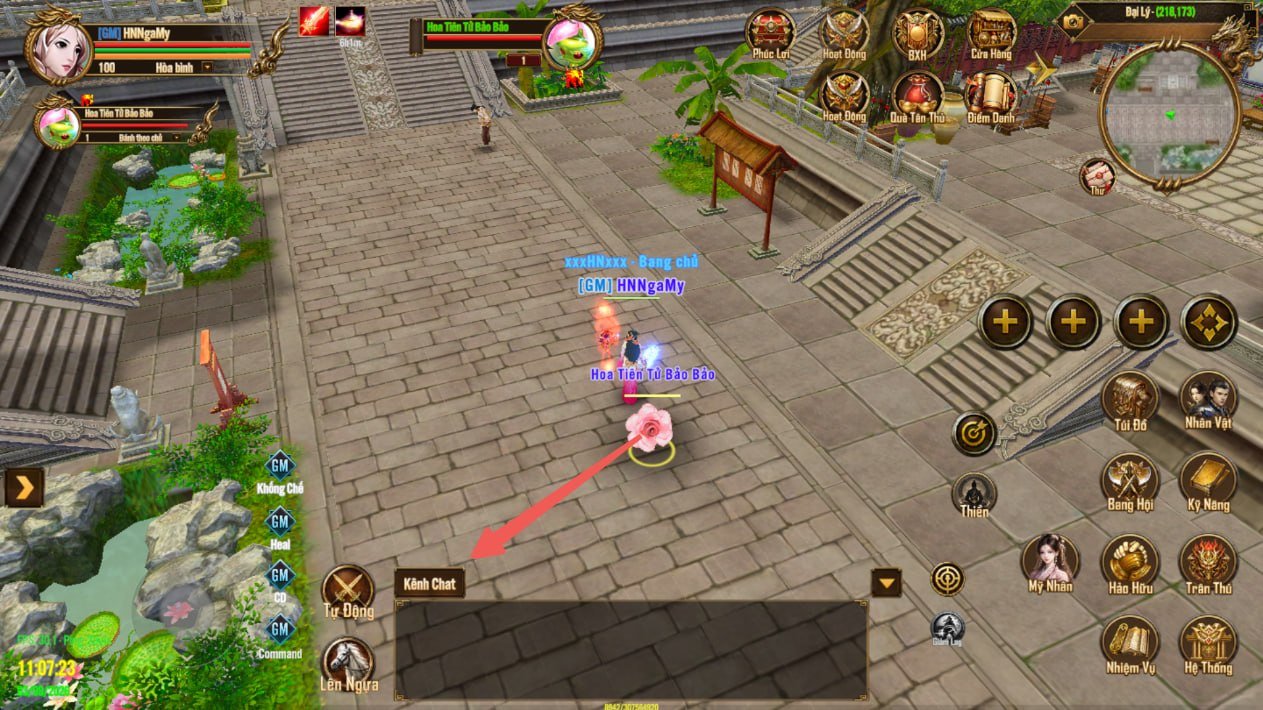 [GM] HNNgaMy
100
Hòa bình
6h1m
Hoa Tiên Tử Bảo Bảo
1
Phúc Lợi
Hoạt Động
BXH
Cửa Hàng
Đại Lý - (218,173)
Hoa Tiên Tử Bảo Bảo
1
Đánh theo chủ
Hoạt Động
Quà Tân Thủ
Điểm Danh
Thư
xxxHNxxx - Bang chủ
[GM] HNNgaMy
Hoa Tiên Tử Bảo Bảo
Túi Đồ
Nhân Vật
GM
Khống Chế
Thiền
Bang Hội
Kỹ Năng
GM
Heal
GM
CD
Kênh Chat
Tự Động
Mỹ Nhân
Hảo Hữu
Trân Thú
GM
Command
11:07:23
Lên Ngựa
Nhiệm Vụ
Hệ Thống